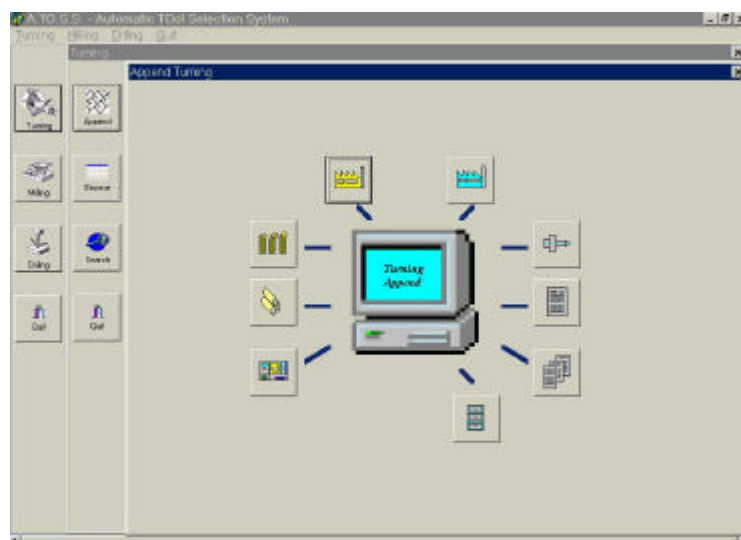 A.TO.S.S. - Automatic TOol Selection System
Turning Milling Drilling Quit
Turning
Append Turning
Turning
Append
Milling
Browse
Drilling
Search
Quit
Quit
Turning
Append